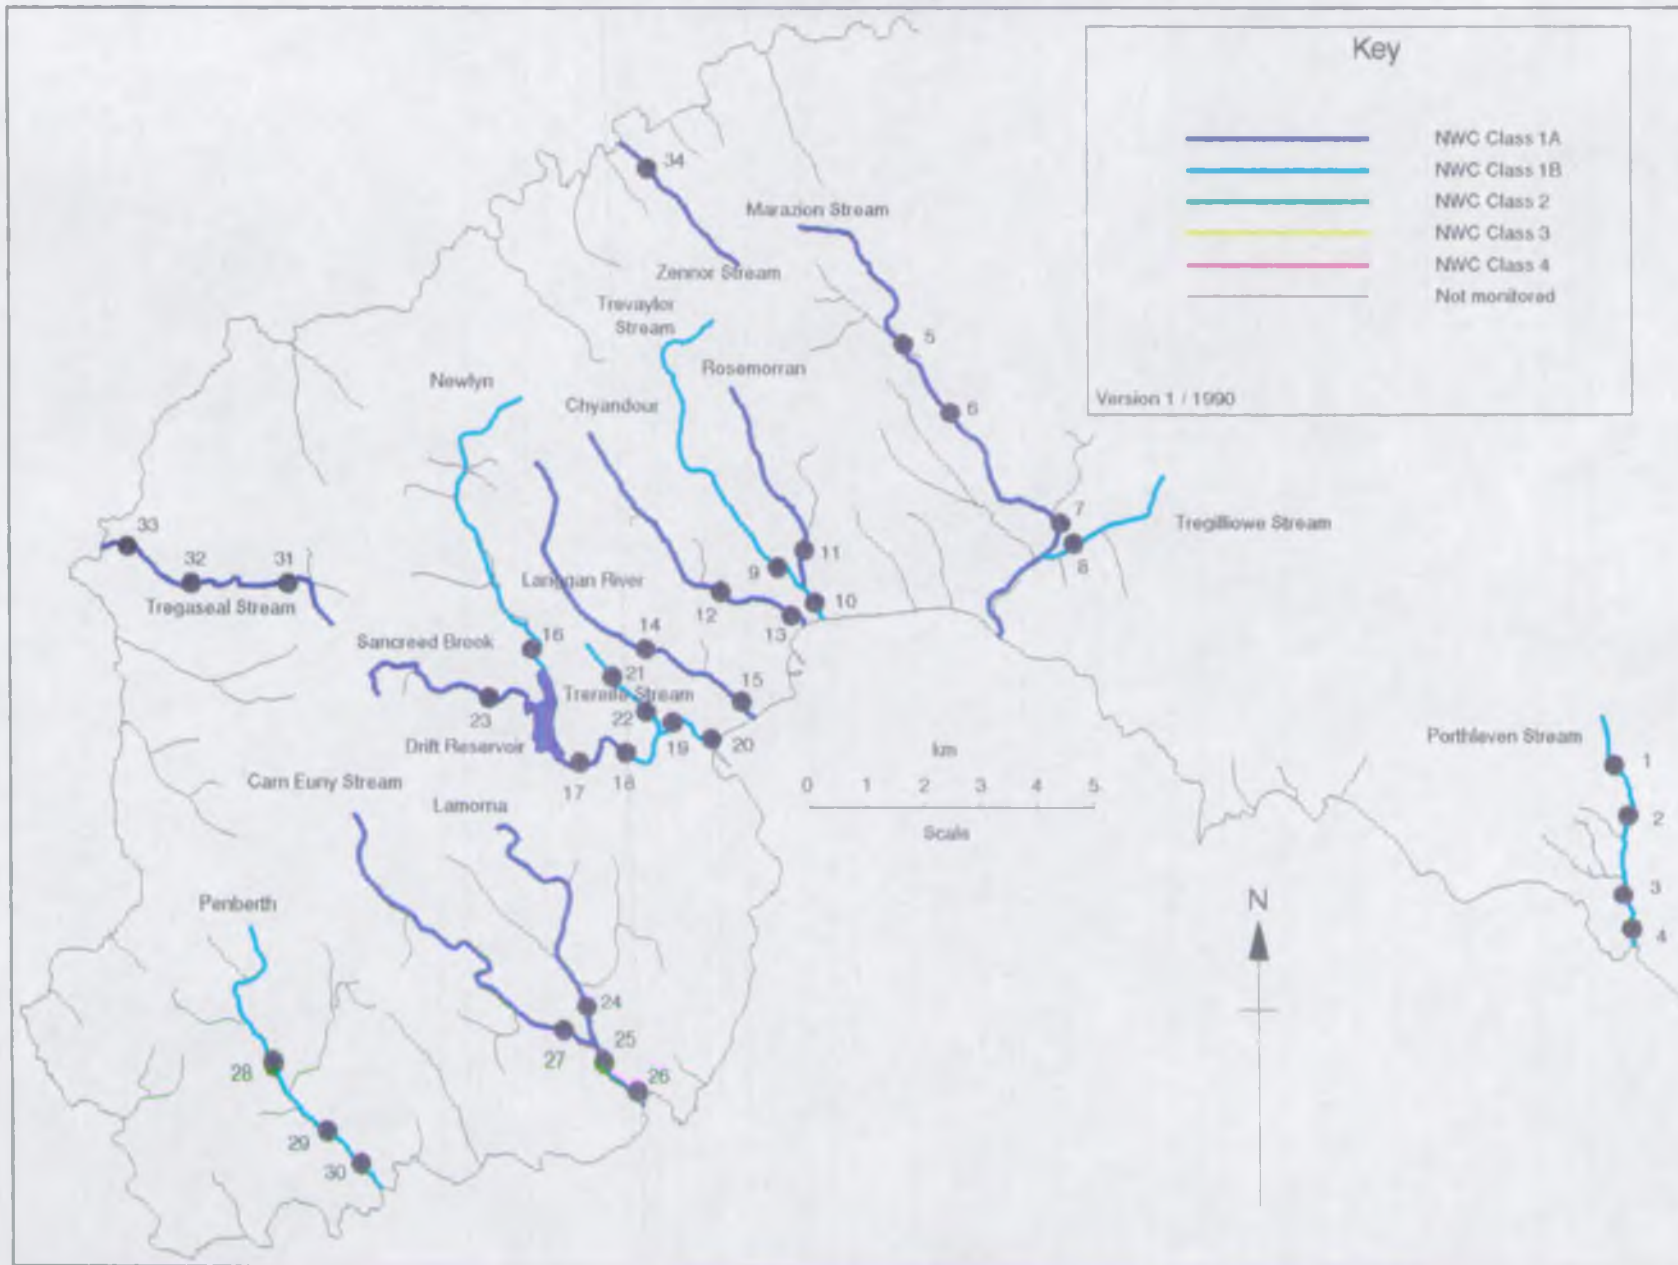 Key
NWC Class 1A
NWC Class 1B
NWC Class 2
NWC Class 3
NWC Class 4
Not monitored
Version 1 / 1990
34
Marazion Stream
Zennor Stream
Trevaylor
Stream
5
Rosemorran
Newlyn
Chyandour
6
33
7
Tregilliowe Stream
32
31
11
9
8
Tregaseal Stream
12
10
13
14
Sancreed Brook
16
21
15
23
22
Drift Reservoir
19
20
18
17
Porthleven Stream
1
km
0 1 2 3 4 5
Scale
2
Carn Euny Stream
Lamorna
3
Penberth
N
4
24
25
27
28
26
29
30